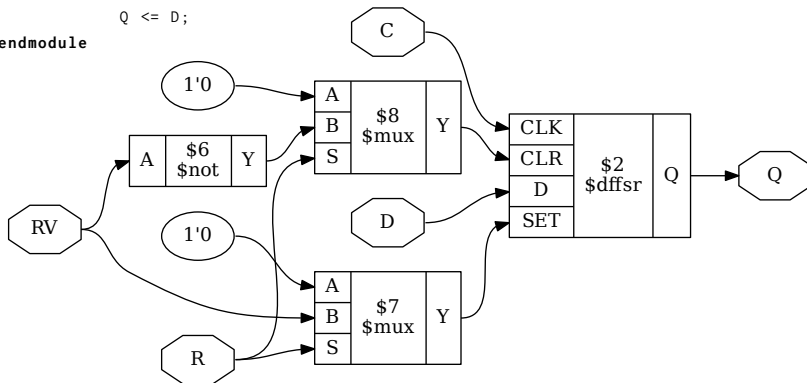 Q <= D;
endmodule
C
1'0
A
B
S
$8
$mux
Y
A
$6
$not
Y
CLK
CLR
D
SET
$2
$dffsr
Q
Q
RV
D
1'0
A
B
S
$7
$mux
Y
R